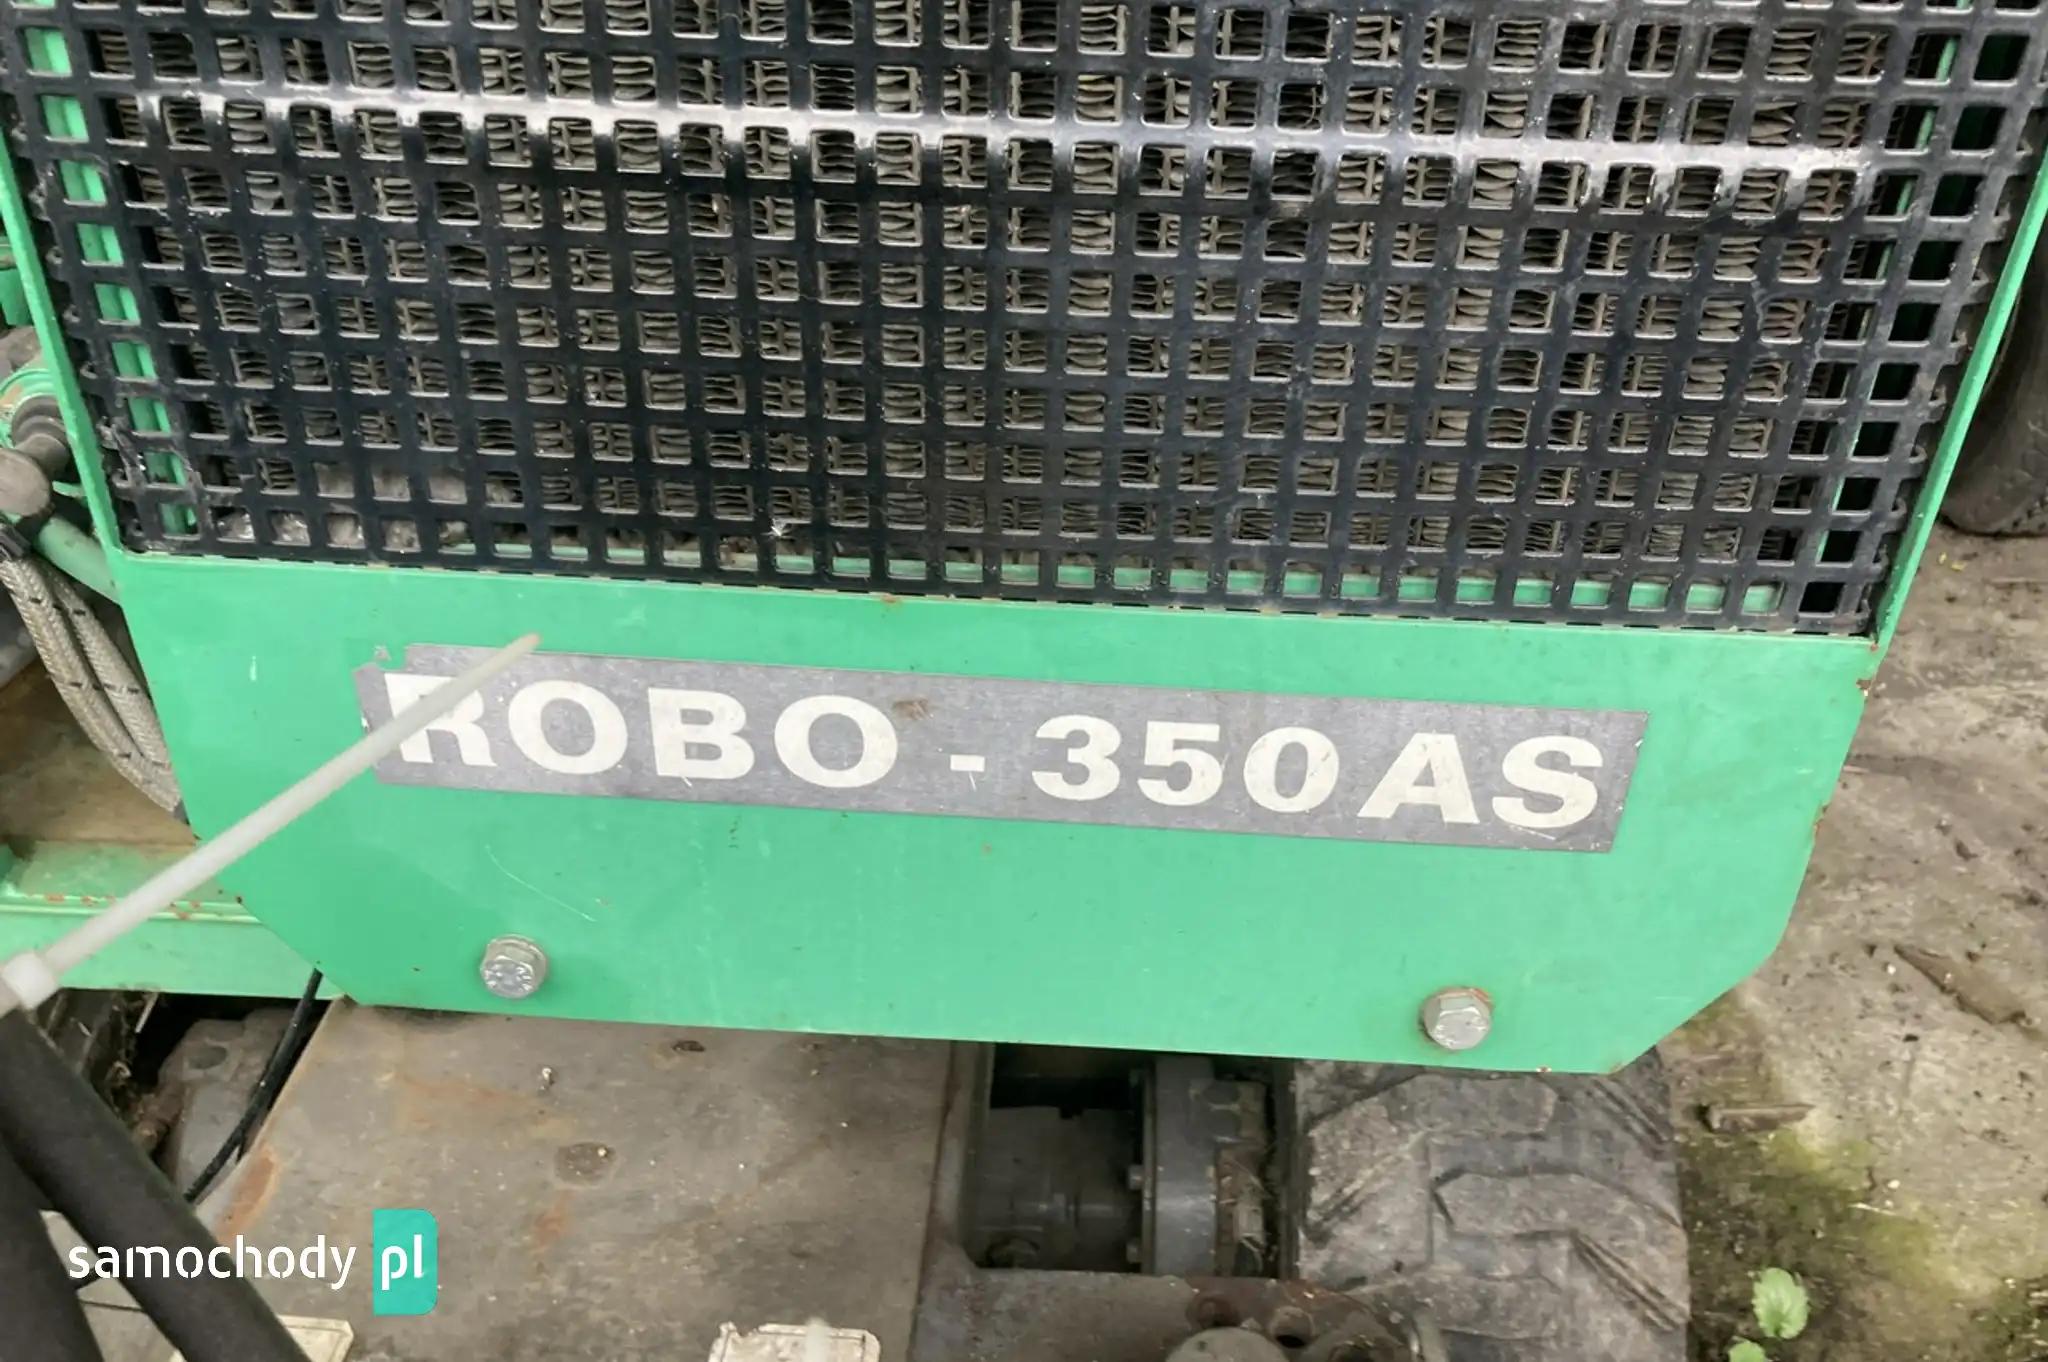 ROBO - 350AS
samochody pl